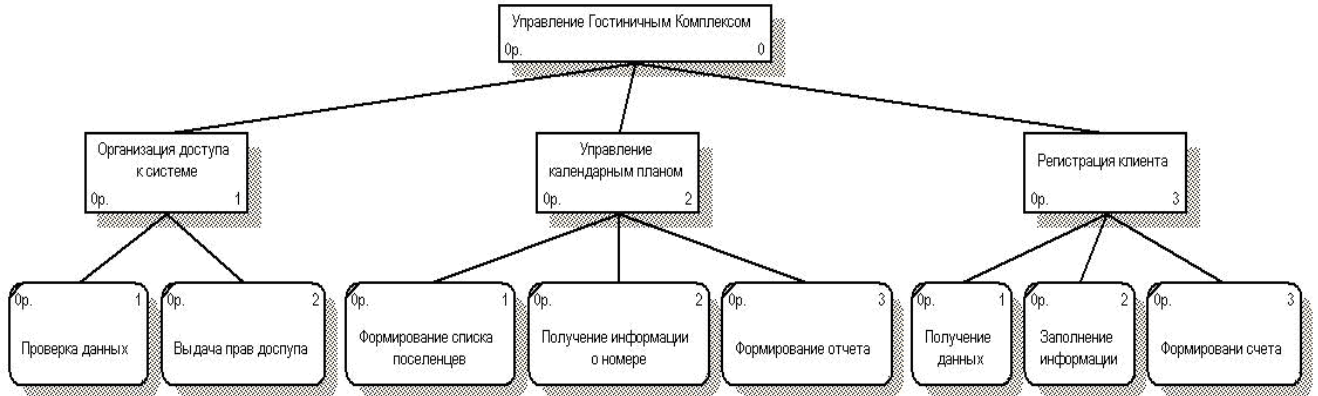 Управление Гостиничным Комплексом
0р. 0
Организация доступа
к системе
0р. 1
Управление
календарным планом
0р. 2
Регистрация клиента
0р. 3
0р. 1
Проверка данных
0р. 2
Выдача прав доспупа
0р. 1
Формирование списка
поселенцев
0р. 2
Получение информации
о номере
0р. 3
Формирование отчета
0р. 1
Получение
данных
0р. 2
Заполнение
информации
0р. 3
Формировани счета